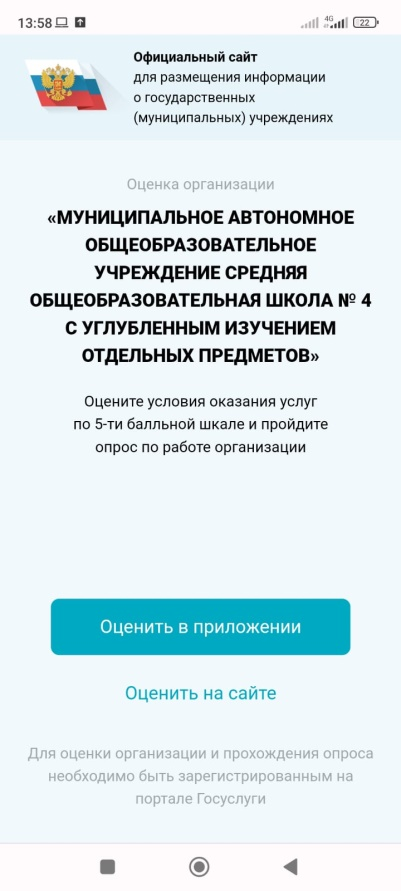 13:58
4G
22
Официальный сайт
для размещения информации
о государственных
(муниципальных) учреждениях
Оценка организации
«МУНИЦИПАЛЬНОЕ АВТОНОМНОЕ
ОБЩЕОБРАЗОВАТЕЛЬНОЕ
УЧРЕЖДЕНИЕ СРЕДНЯЯ
ОБЩЕОБРАЗОВАТЕЛЬНАЯ ШКОЛА № 4
С УГЛУБЛЕННЫМ ИЗУЧЕНИЕМ
ОТДЕЛЬНЫХ ПРЕДМЕТОВ»
Оцените условия оказания услуг
по 5-ти балльной шкале и пройдите
опрос по работе организации
Оценить в приложении
Оценить на сайте
Для оценки организации и прохождения опроса
необходимо быть зарегистрированным на
портале Госуслуги